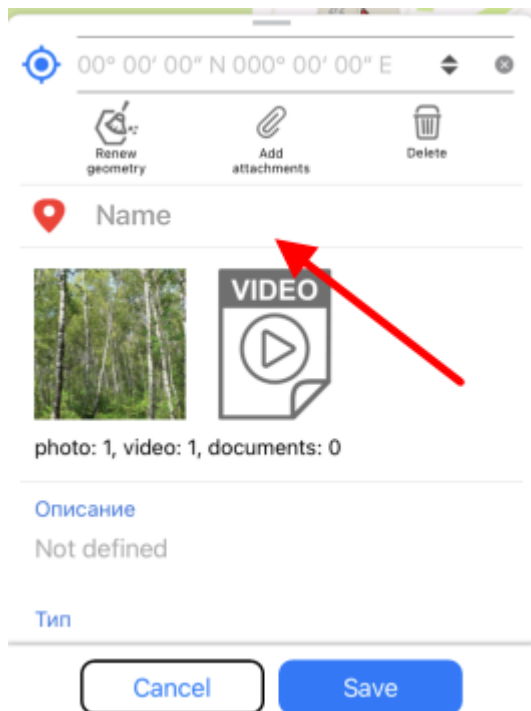 00° 00' 00" N 000° 00' 00" E
Renew
geometry
Add
attachments
Delete
Name
VIDEO
photo: 1, video: 1, documents: 0
Описание
Not defined
Тип
Cancel
Save